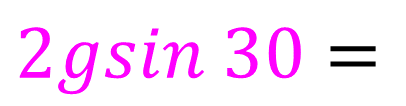 2gsin 30 =